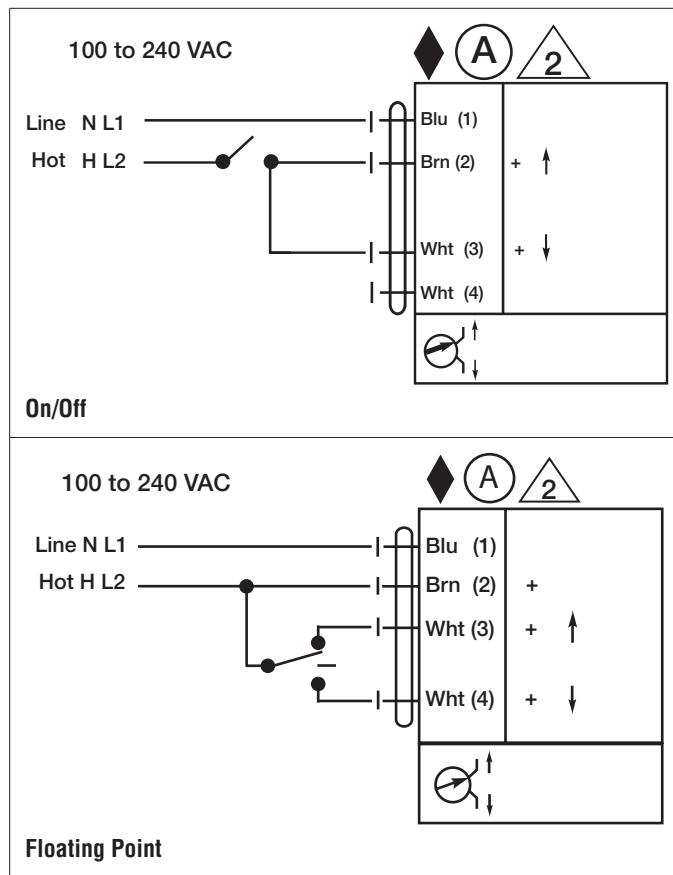 100 to 240 VAC
A
2
Line N L1
Blu (1)
Hot H L2
Brn (2) +
Wht (3) +
Wht (4)
On/Off
100 to 240 VAC
A
2
Line N L1
Blu (1)
Hot H L2
Brn (2) +
Wht (3) +
Wht (4) +
Floating Point